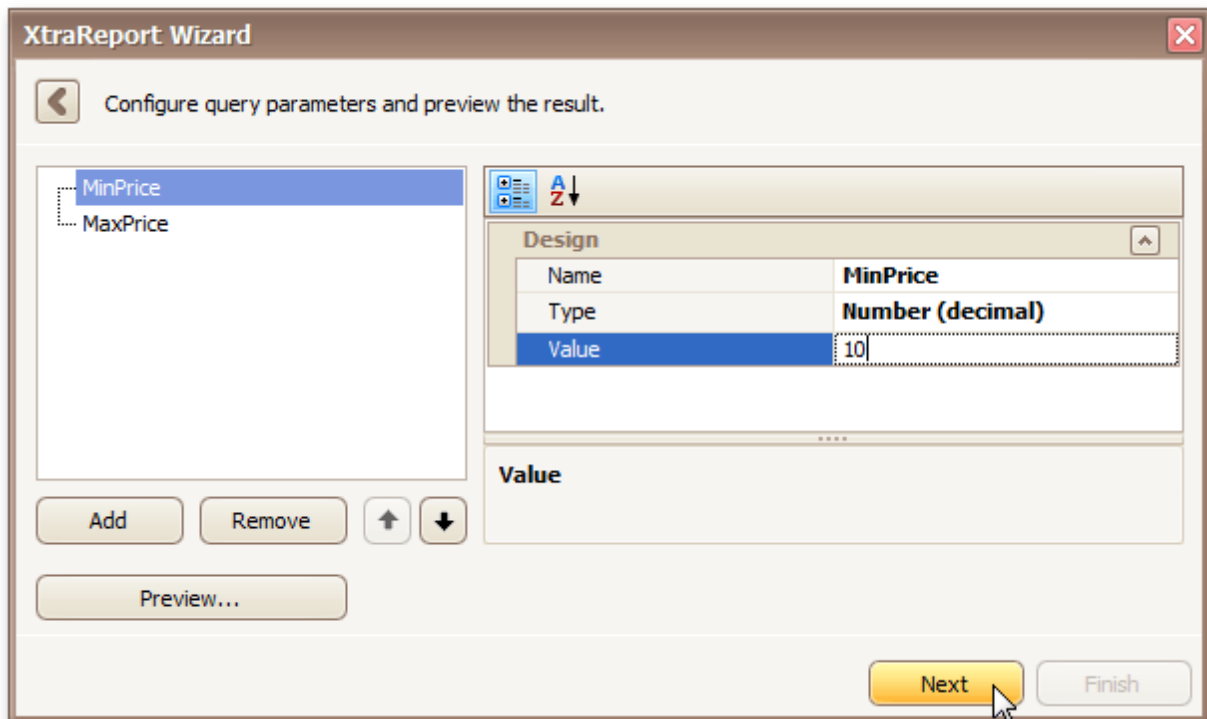 XtraReport Wizard
Configure query parameters and preview the result.
MinPrice
MaxPrice
A
Z
Design
Name MinPrice
Type Number (decimal)
Value 10
Value
Add Remove
Preview...
Next Finish